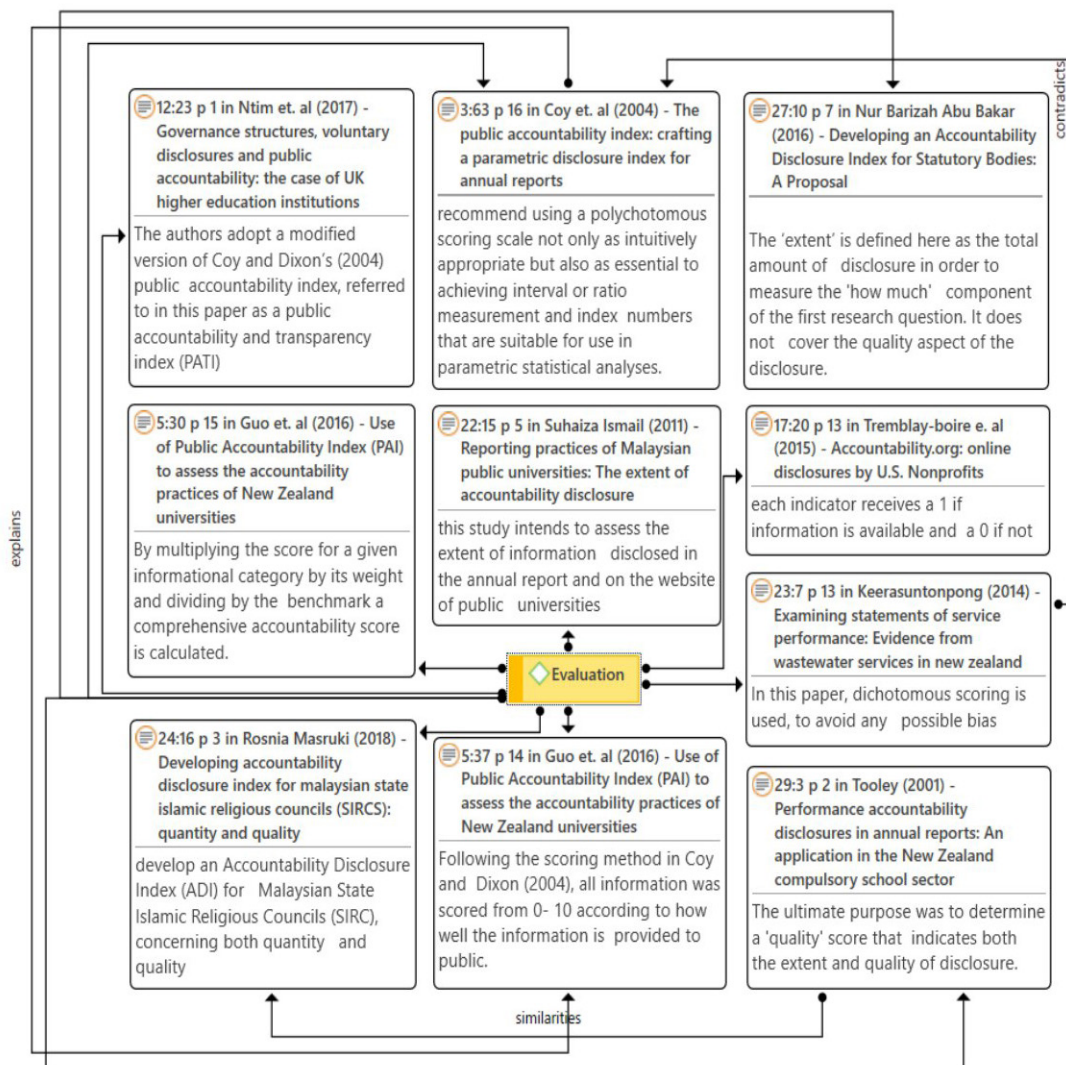 contradicts
12:23 p 1 in Ntim et. al (2017) -
Governance structures, voluntary
disclosures and public
accountability: the case of UK
higher education institutions
The authors adopt a modified
version of Coy and Dixon's (2004)
public accountability index, referred
to in this paper as a public
accountability and transparency
index (PATI)
3:63 p 16 in Coy et. al (2004) - The
public accountability index: crafting
a parametric disclosure index for
annual reports
recommend using a polychotomous
scoring scale not only as intuitively
appropriate but also as essential to
achieving interval or ratio
measurement and index numbers
that are suitable for use in
parametric statistical analyses.
27:10 p 7 in Nur Barizah Abu Bakar
(2016) - Developing an Accountability
Disclosure Index for Statutory Bodies:
A Proposal
The 'extent' is defined here as the total
amount of disclosure in order to
measure the 'how much' component
of the first research question. It does
not cover the quality aspect of the
disclosure.
explains
5:30 p 15 in Guo et. al (2016) - Use
of Public Accountability Index (PAI)
to assess the accountability
practices of New Zealand
universities
By multiplying the score for a given
informational category by its weight
and dividing by the benchmark a
comprehensive accountability score
is calculated.
22:15 p 5 in Suhaiza Ismail (2011) -
Reporting practices of Malaysian
public universities: The extent of
accountability disclosure
this study intends to assess the
extent of information disclosed in
the annual report and on the website
of public universities
17:20 p 13 in Tremblay-boire e. al
(2015) - Accountability.org: online
disclosures by U.S. Nonprofits
each indicator receives a 1 if
information is available and a 0 if not
23:7 p 13 in Keerasuntonpong (2014) -
Examining statements of service
performance: Evidence from
wastewater services in new zealand
In this paper, dichotomous scoring is
used, to avoid any possible bias
Evaluation
24:16 p 3 in Rosnia Masruki (2018) -
Developing accountability
disclosure index for malaysian state
islamic religious councils (SIRCS):
quantity and quality
develop an Accountability Disclosure
Index (ADI) for Malaysian State
Islamic Religious Councils (SIRC),
concerning both quantity and
quality
5:37 p 14 in Guo et. al (2016) - Use of
Public Accountability Index (PAI) to
assess the accountability practices of
New Zealand universities
Following the scoring method in Coy
and Dixon (2004), all information was
scored from 0- 10 according to how
well the information is provided to
public.
29:3 p 2 in Tooley (2001) -
Performance accountability
disclosures in annual reports: An
application in the New Zealand
compulsory school sector
The ultimate purpose was to determine
a 'quality' score that indicates both
the extent and quality of disclosure.
similarities